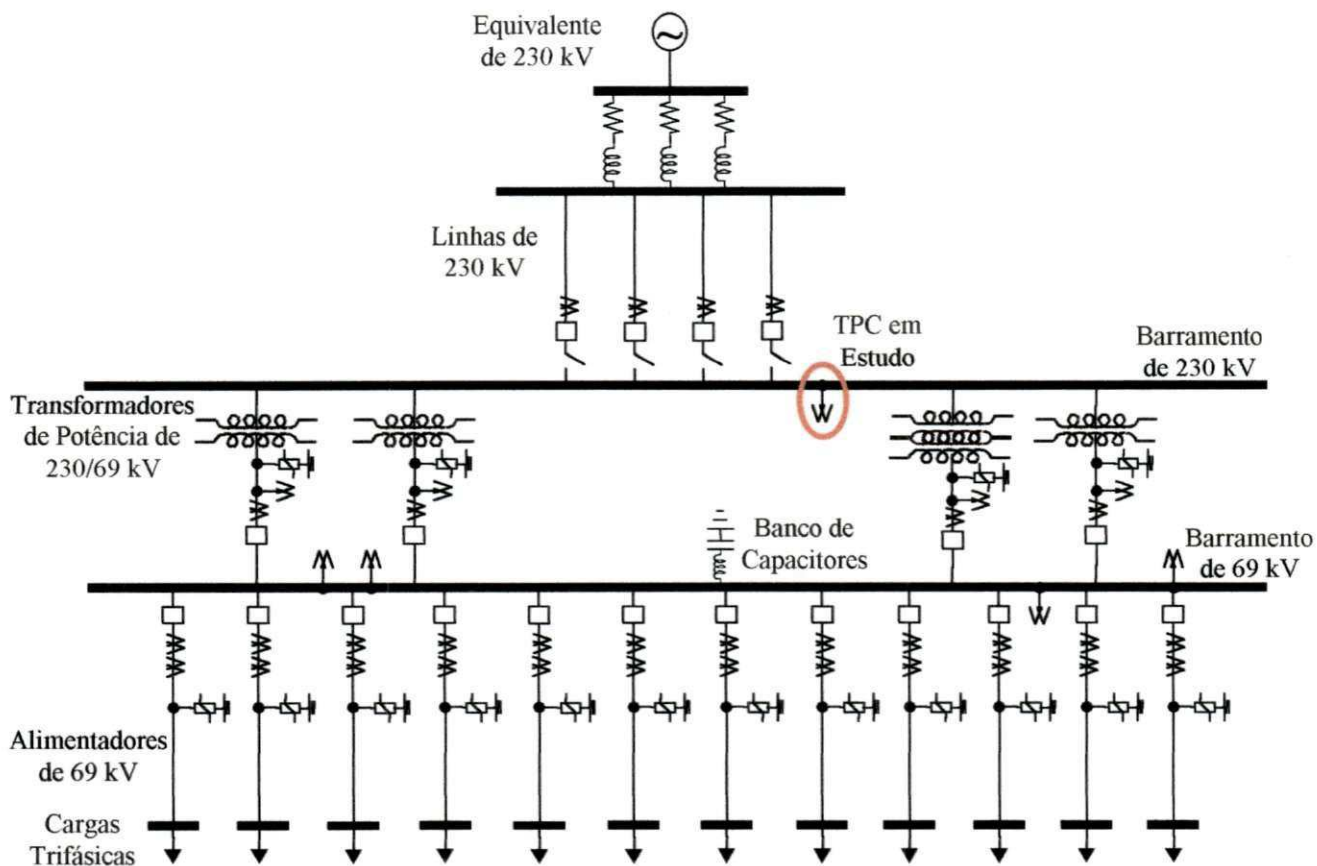 Equivalente
de 230 kV
Linhas de
230 kV
TPC em
Estudo
Barramento
de 230 kV
Transformadores
de Potência de
230/69 kV
Banco de
Capacitores
Barramento
de 69 kV
Alimentadores
de 69 kV
Cargas
Trifásicas